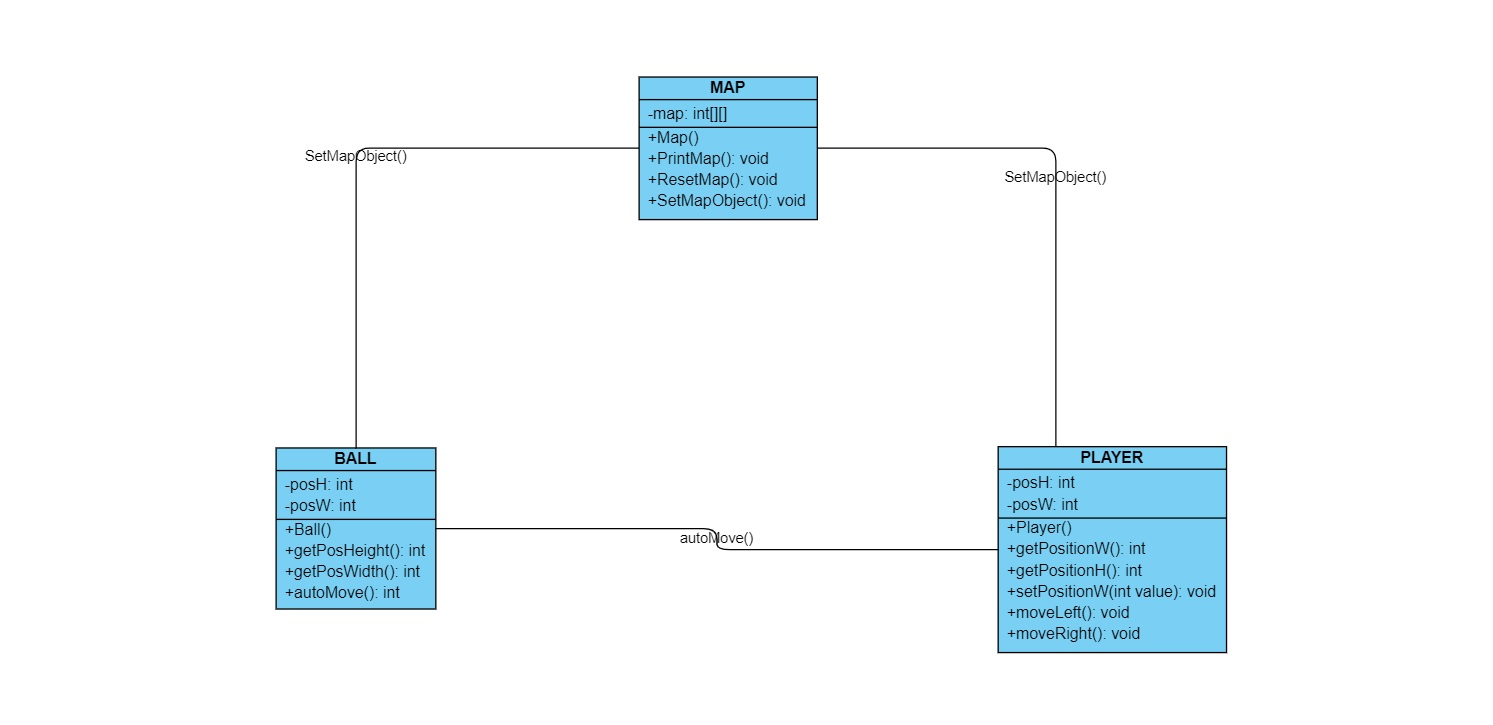 MAP
-map: int[][]
+Map()
+PrintMap(): void
+ResetMap(): void
+SetMapObject(): void
SetMapObject()
SetMapObject()
BALL
-posH: int
-posW: int
+Ball()
+getPosHeight(): int
+getPosWidth(): int
+autoMove(): int
autoMove()
PLAYER
-posH: int
-posW: int
+Player()
+getPositionW(): int
+getPositionH(): int
+setPositionW(int value): void
+moveLeft(): void
+moveRight(): void